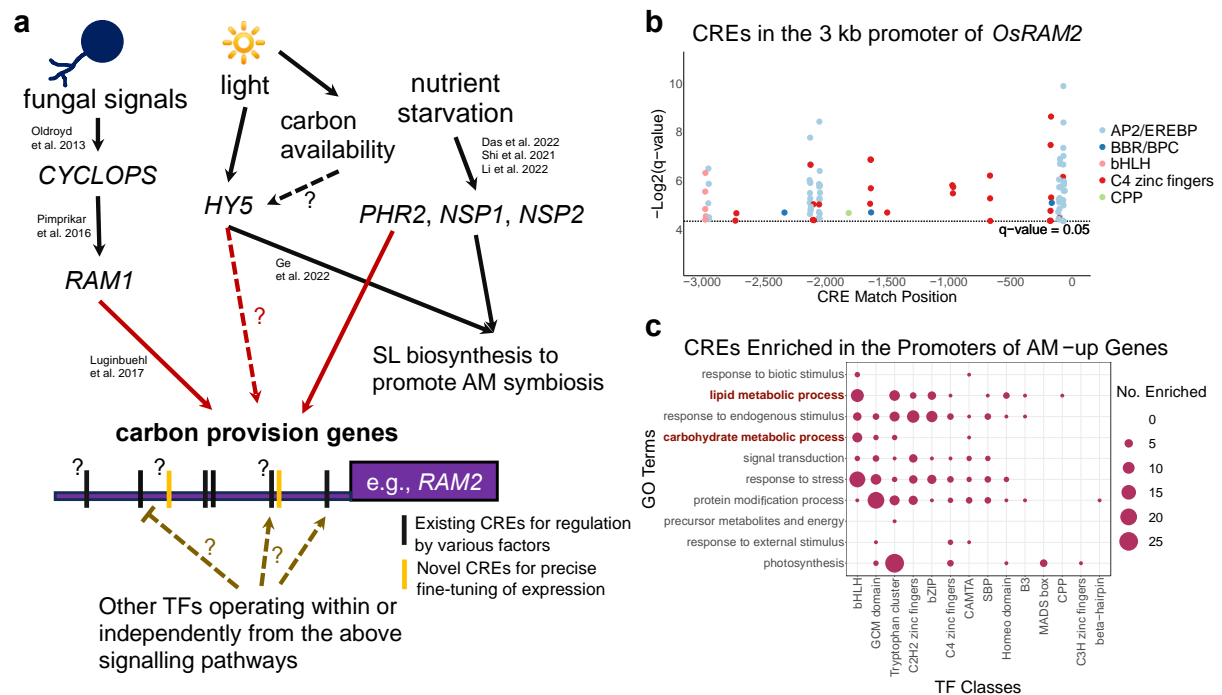 a
fungal signals
light
nutrient
starvation
carbon
availability
Oldroyd
et al. 2013
Das et al. 2022
Shi et al. 2021
Li et al. 2022
CYCLOPS
?
HY5
PHR2, NSP1, NSP2
Pimprikar
et al. 2016
Ge
et al. 2022
RAM1
?
Luginbuehl
et al. 2017
SL biosynthesis to
promote AM symbiosis
carbon provision genes
? ? ?
e.g., RAM2
? ? ?
Existing CREs for regulation
by various factors
Novel CREs for precise
fine-tuning of expression
Other TFs operating within or
independently from the above
signalling pathways
b
CREs in the 3 kb promoter of OsRAM2
−Log2(q−value)
10
8
6
4
q−value = 0.05
−3,000 −2,500 −2,000 −1,500 −1,000 −500 0
CRE Match Position
AP2/EREBP
BBR/BPC
bHLH
C4 zinc fingers
CPP
c
CREs Enriched in the Promoters of AM−up Genes
GO Terms
response to biotic stimulus
lipid metabolic process
response to endogenous stimulus
carbohydrate metabolic process
signal transduction
response to stress
protein modification process
precursor metabolites and energy
response to external stimulus
photosynthesis
bHLH
GCM domain
Tryptophan cluster
C2H2 zinc fingers
bZIP
C4 zinc fingers
CAMTA
SBP
Homeo domain
B3
MADS box
CPP
C3H zinc fingers
beta−hairpin
TF Classes
No. Enriched
0
5
10
15
20
25